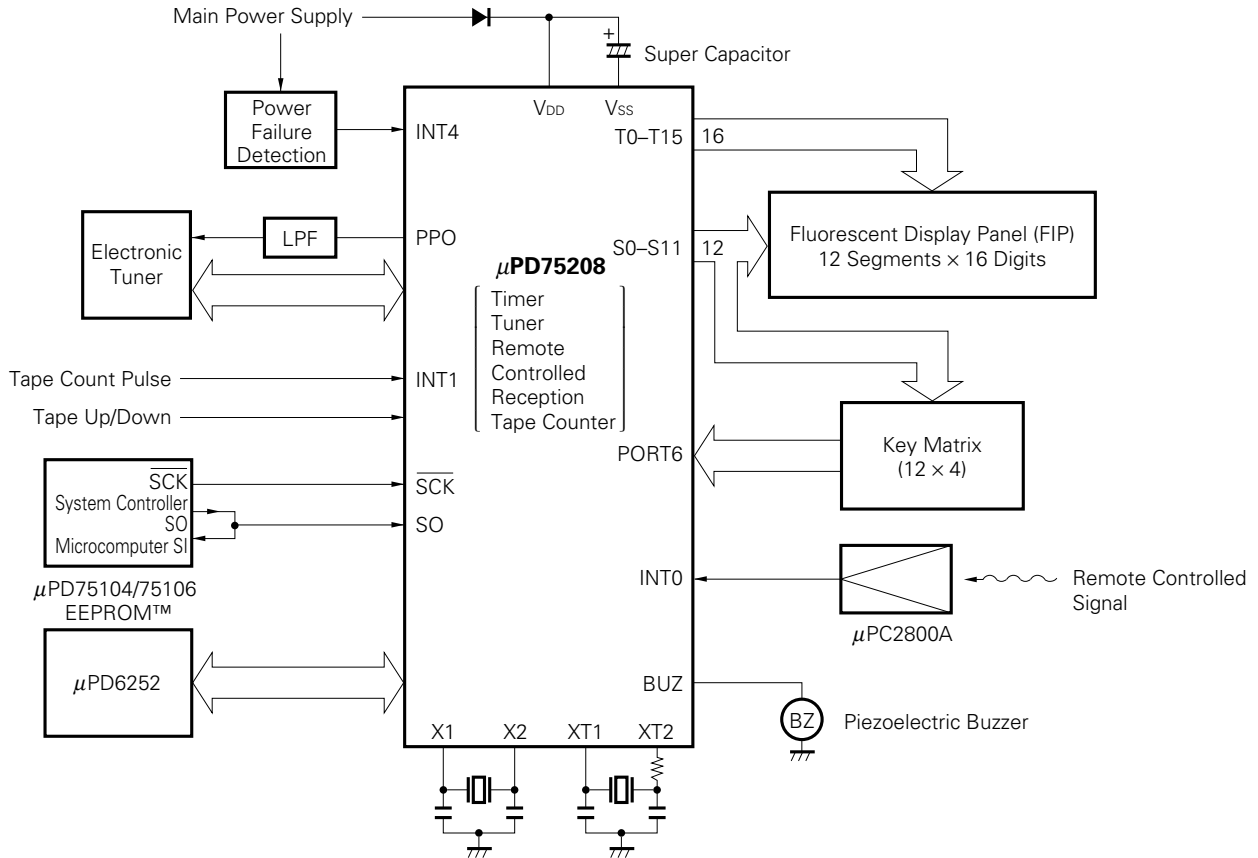 Main Power Supply
+
Super Capacitor
Power
Failure
Detection
INT4
VDD
VSS
T0–T15
16
Electronic
Tuner
LPF
PPO
S0–S11
12
Fluorescent Display Panel (FIP)
12 Segments × 16 Digits
µPD75208
Timer
Tuner
Remote
Controlled
Reception
Tape Counter
Tape Count Pulse
INT1
Tape Up/Down
PORT6
Key Matrix
(12 × 4)
SCK
System Controller
SO
Microcomputer SI
SCK
SO
µPD75104/75106
EEPROM™
µPD6252
INT0
Remote Controlled
Signal
µPC2800A
BUZ
BZ
Piezoelectric Buzzer
X1
X2
XT1
XT2